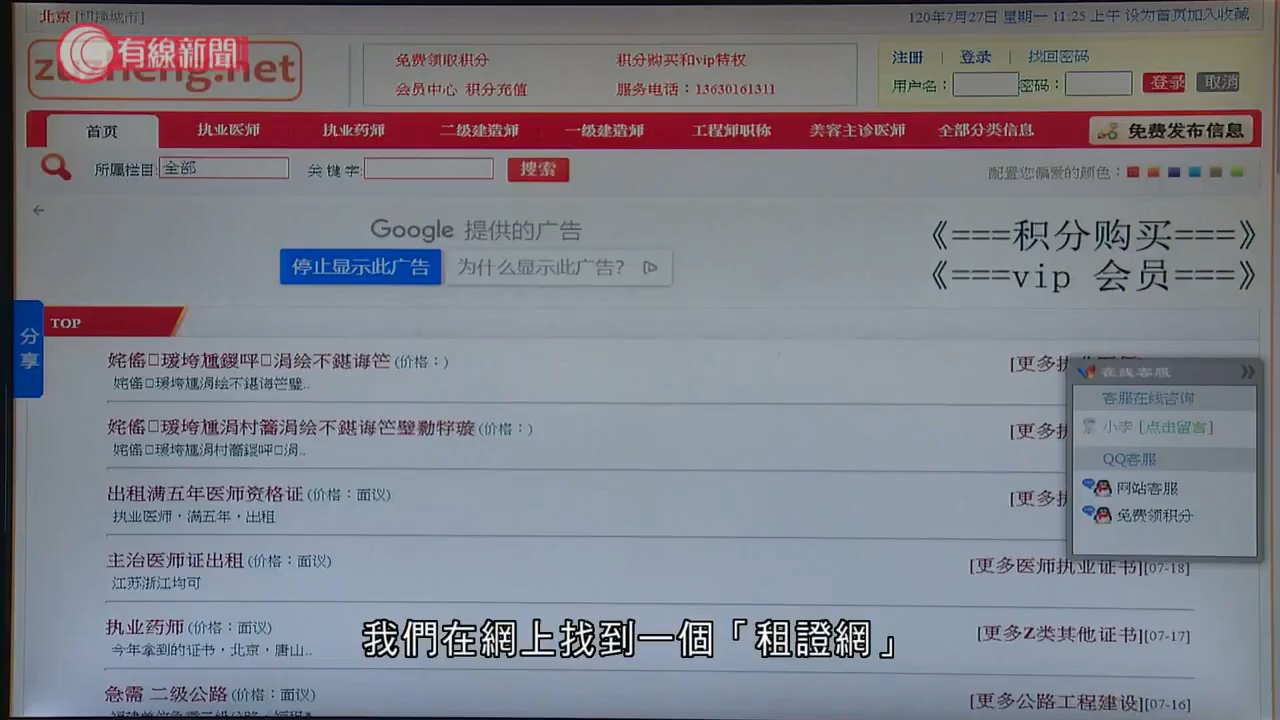 北京 [切换城市]
120年7月27日 星期一 11:25 上午 设为首页加入收藏
有線新聞
zuzheng.net
免费领取积分 积分购买和vip特权
会员中心 积分充值 服务电话：13630161311
注册 | 登录 | 找回密码
用户名： 密码： 登录 取消
首页 执业医师 执业药师 二级建造师 一级建造师 工程师职称 美容主诊医师 全部分类信息 免费发布信息
所属栏目: 全部 关 键 字: 搜索 配置您偏爱的颜色：
Google 提供的广告
停止显示此广告 为什么显示此广告？
《===积分购买===》
《===vip 会员===》
分享
TOP
(价格：)
[更多执业医师
在线客服
客服在线咨询
小李 [点击留言]
QQ客服
网站客服
免费领积分
(价格：)
[更多
出租满五年医师资格证 (价格：面议)
[更多
执业医师，满五年，出租
主治医师证出租 (价格：面议)
[更多医师执业证书][07-18]
江苏浙江均可
执业药师 (价格：面议)
[更多Z类其他证书][07-17]
今年拿到的证书，北京，唐山..
我們在網上找到一個「租證網」
急需 二级公路 (价格：面议)
[更多公路工程建设][07-16]